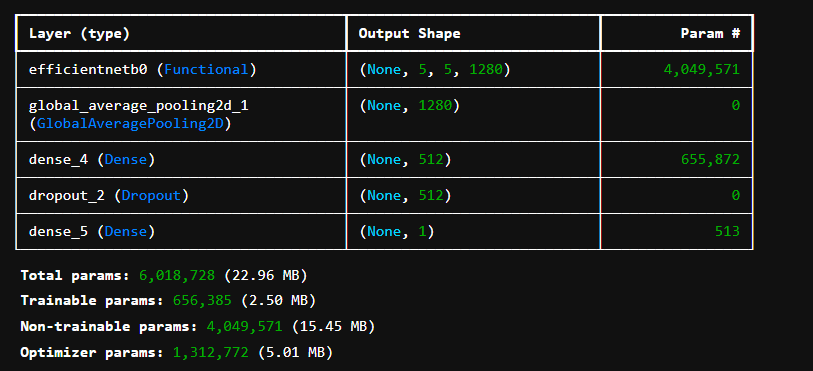 Layer (type) Output Shape Param #
efficientnetb0 (Functional) (None, 5, 5, 1280) 4,049,571
global_average_pooling2d_1 (None, 1280) 0
(GlobalAveragePooling2D)
dense_4 (Dense) (None, 512) 655,872
dropout_2 (Dropout) (None, 512) 0
dense_5 (Dense) (None, 1) 513
Total params: 6,018,728 (22.96 MB)
Trainable params: 656,385 (2.50 MB)
Non-trainable params: 4,049,571 (15.45 MB)
Optimizer params: 1,312,772 (5.01 MB)